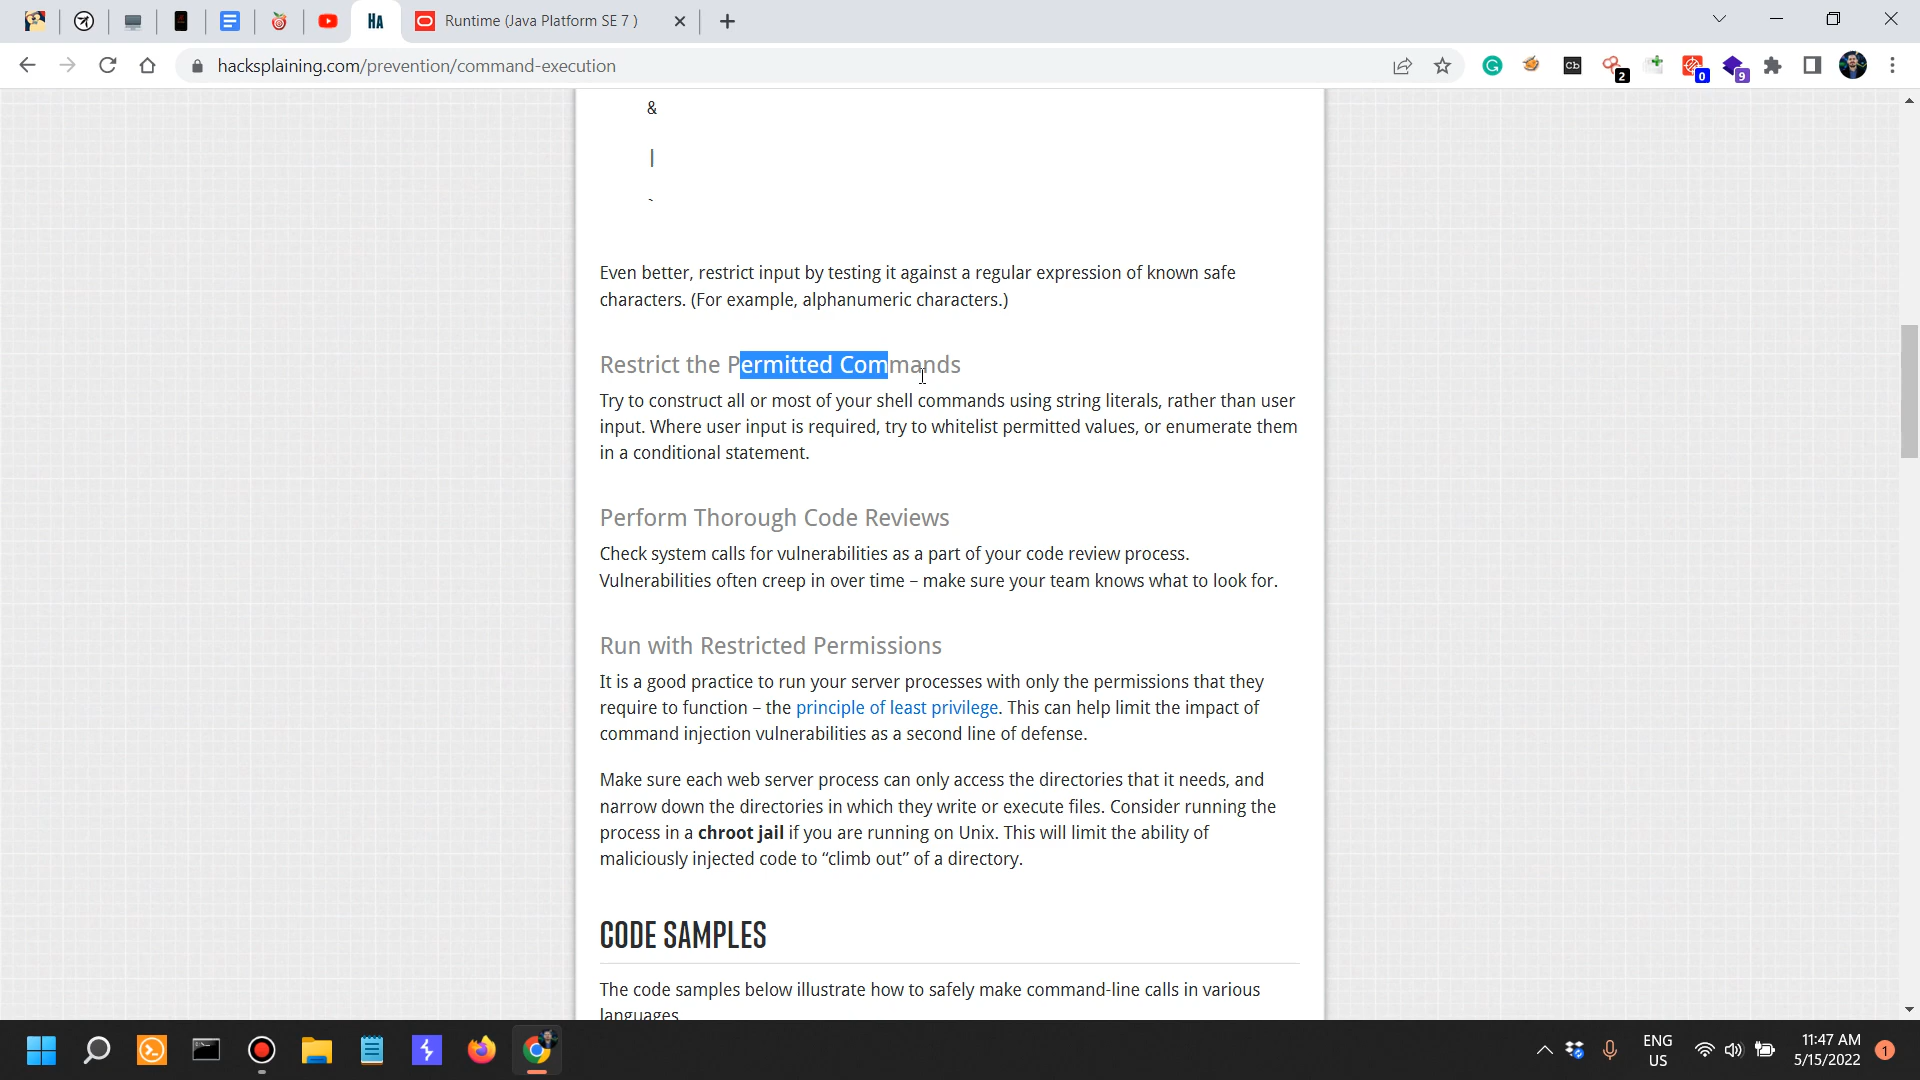 HA
Runtime (Java Platform SE 7 )
hacksplaining.com/prevention/command-execution
G
cb
2
0
9
&
|
`
Even better, restrict input by testing it against a regular expression of known safe
characters. (For example, alphanumeric characters.)
Restrict the Permitted Commands
Try to construct all or most of your shell commands using string literals, rather than user
input. Where user input is required, try to whitelist permitted values, or enumerate them
in a conditional statement.
Perform Thorough Code Reviews
Check system calls for vulnerabilities as a part of your code review process.
Vulnerabilities often creep in over time – make sure your team knows what to look for.
Run with Restricted Permissions
It is a good practice to run your server processes with only the permissions that they
require to function – the principle of least privilege. This can help limit the impact of
command injection vulnerabilities as a second line of defense.
Make sure each web server process can only access the directories that it needs, and
narrow down the directories in which they write or execute files. Consider running the
process in a chroot jail if you are running on Unix. This will limit the ability of
maliciously injected code to “climb out” of a directory.
CODE SAMPLES
The code samples below illustrate how to safely make command-line calls in various
languages
ENG
US
11:47 AM
5/15/2022
1